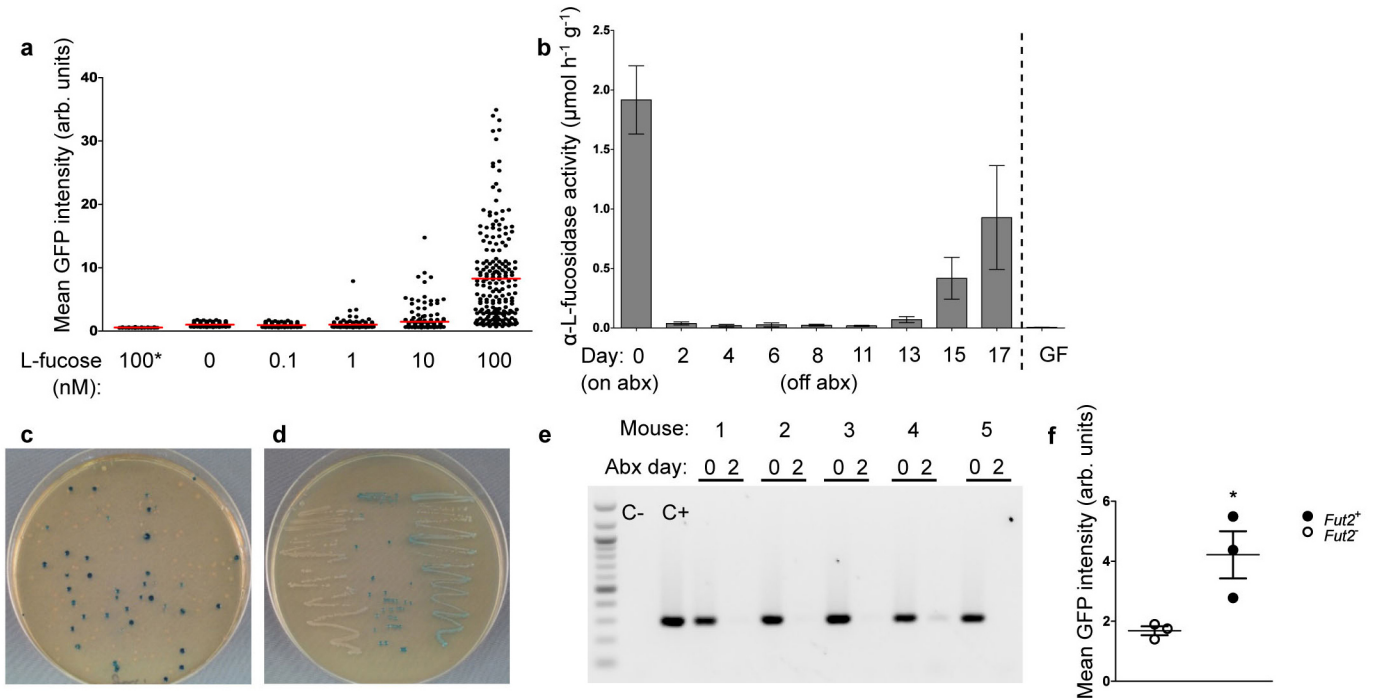 a
Mean GFP intensity (arb. units)
40
30
20
10
0
L-fucose (nM):
100* 0 0.1 1 10 100
b
α-L-fucosidase activity (μmol h⁻¹ g⁻¹)
2.5
2.0
1.5
1.0
0.5
0.0
Day: 0 2 4 6 8 11 13 15 17 GF
(on abx) (off abx)
c
d
e
Mouse: 1 2 3 4 5
Abx day: 0 2 0 2 0 2 0 2 0 2
C- C+
f
Mean GFP intensity (arb. units)
6
4
2
0
*
Fut2⁺
Fut2⁻